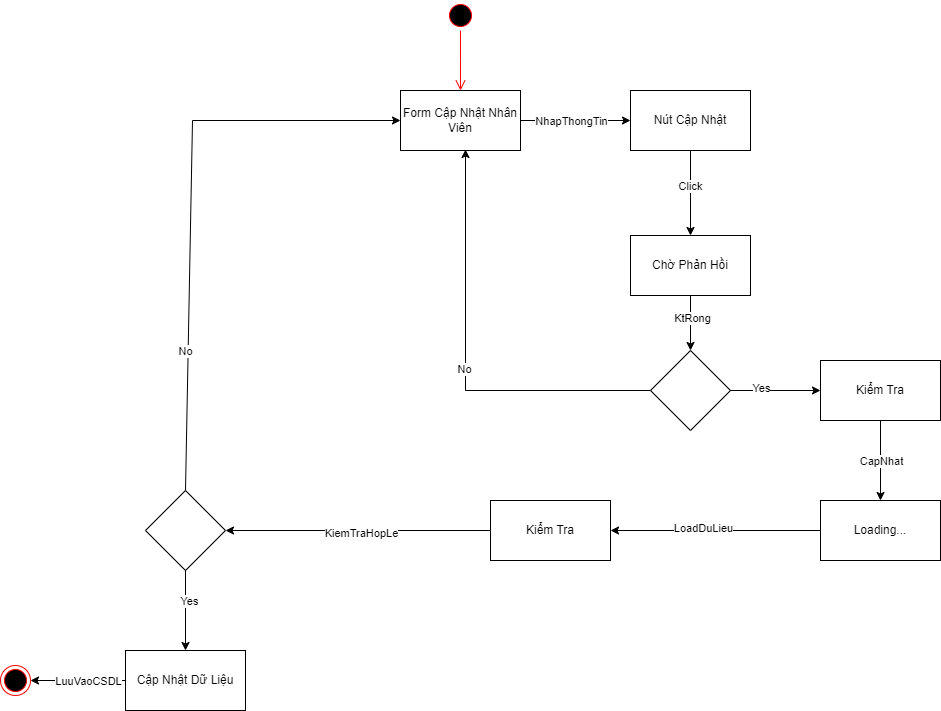 Form Cập Nhật Nhân
Viên
NhapThongTin
Nút Cập Nhật
Click
Chờ Phản Hồi
KtRong
No
Yes
Kiểm Tra
CapNhat
Loading...
LoadDuLieu
Kiểm Tra
KiemTraHopLe
No
Yes
Cập Nhật Dữ Liệu
LuuVaoCSDL